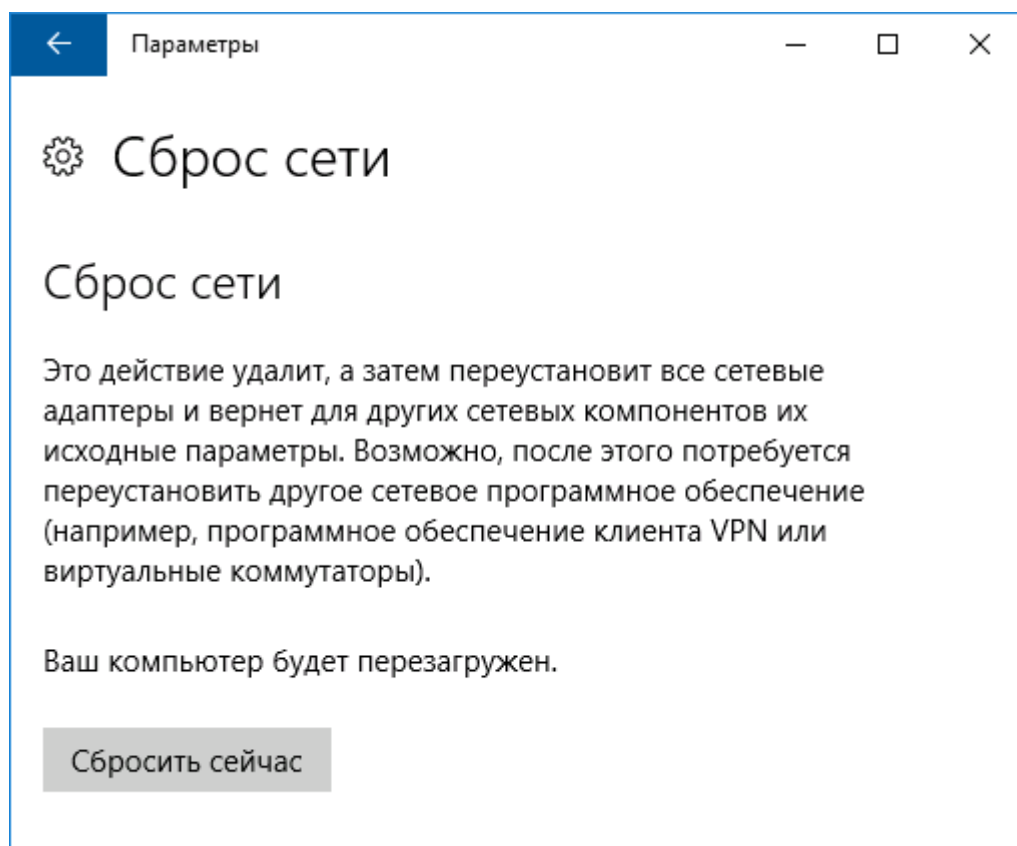 Параметры
Сброс сети
Сброс сети
Это действие удалит, а затем переустановит все сетевые
адаптеры и вернет для других сетевых компонентов их
исходные параметры. Возможно, после этого потребуется
переустановить другое сетевое программное обеспечение
(например, программное обеспечение клиента VPN или
виртуальные коммутаторы).
Ваш компьютер будет перезагружен.
Сбросить сейчас